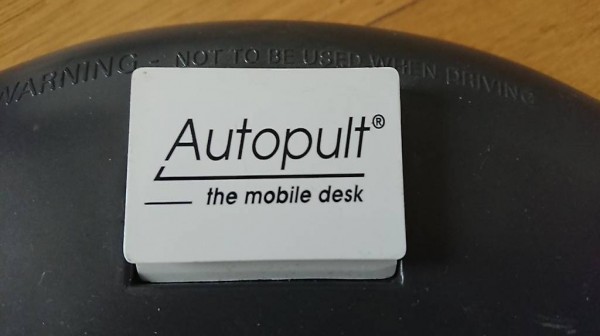 WARNING - NOT TO BE USED WHEN DRIVING
Autopult®
the mobile desk